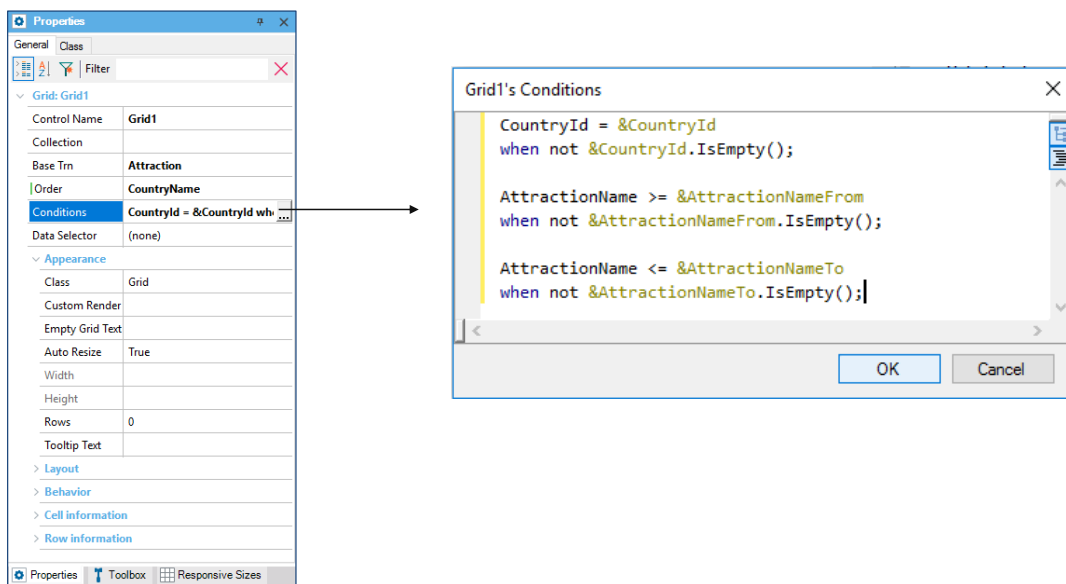 Properties
General Class
Filter
Grid: Grid1
Control Name Grid1
Collection
Base Trn Attraction
Order CountryName
Conditions CountryId = &CountryId whe ...
Data Selector (none)
Appearance
Class Grid
Custom Render
Empty Grid Text
Auto Resize True
Width
Height
Rows 0
Tooltip Text
Layout
Behavior
Cell information
Row information
Properties Toolbox Responsive Sizes
Grid1's Conditions
CountryId = &CountryId
when not &CountryId.IsEmpty();
AttractionName >= &AttractionNameFrom
when not &AttractionNameFrom.IsEmpty();
AttractionName <= &AttractionNameTo
when not &AttractionNameTo.IsEmpty();
OK Cancel